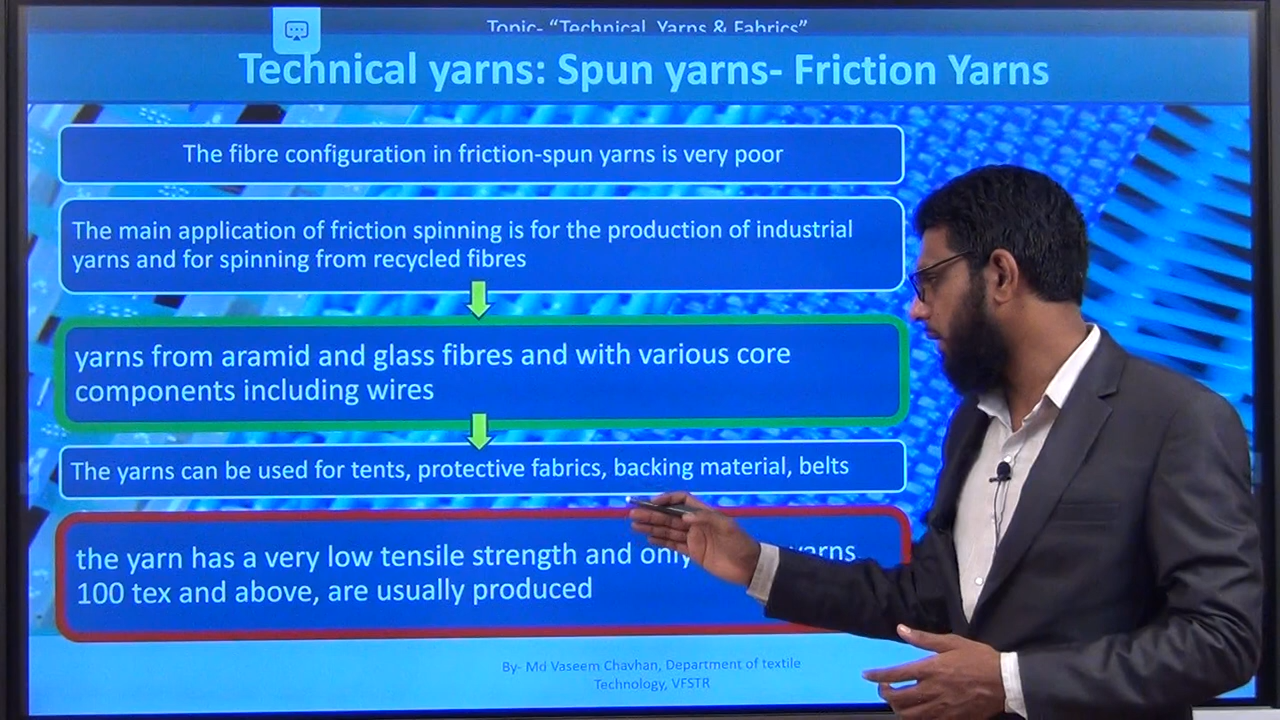 Topic- “Technical Yarns & Fabrics”
Technical yarns: Spun yarns- Friction Yarns
The fibre configuration in friction-spun yarns is very poor
The main application of friction spinning is for the production of industrial
yarns and for spinning from recycled fibres
yarns from aramid and glass fibres and with various core
components including wires
The yarns can be used for tents, protective fabrics, backing material, belts
the yarn has a very low tensile strength and only yarns
100 tex and above, are usually produced
By- Md Vaseem Chavhan, Department of textile
Technology, VFSTR